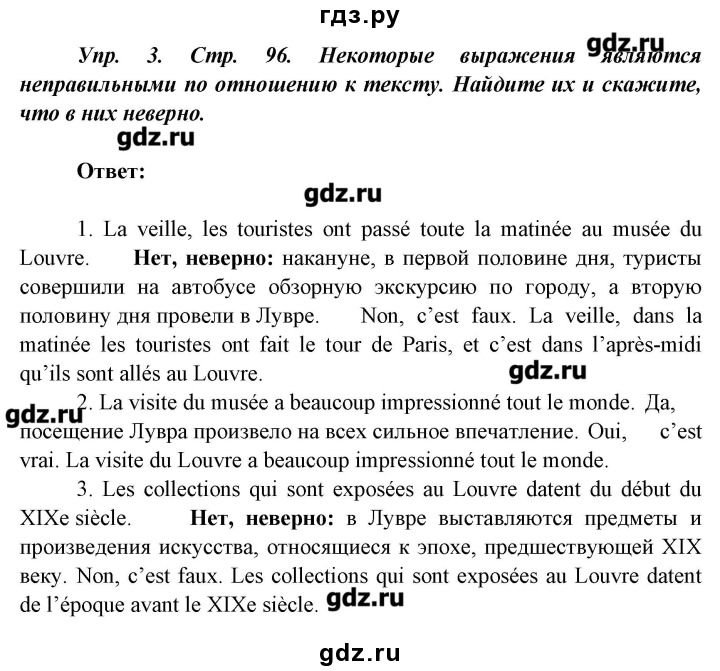 гдз.ру
Упр. 3. Стр. 96. Некоторые выражения являются
gdz.ru
неправильными по отношению к тексту. Найдите их и скажите,
что в них неверно.
gdz.ru
Ответ:
gdz.ru
1. La veille, les touristes ont passé toute la matinée au musée du
Louvre. Нет, неверно: накануне, в первой половине дня, туристы
совершили на автобусе обзорную экскурсию по городу, а вторую
половину дня провели в Лувре. Non, c’est faux. La veille, dans la
matinée les touristes ont fait le tour de Paris, et c’est dans l’après-midi
qu’ils sont allés au Louvre.
gdz.ru
2. La visite du musée a beaucoup impressionné tout le monde. Да,
gdz.ru
посещение Лувра произвело на всех сильное впечатление. Oui, c’est
vrai. La visite du Louvre a beaucoup impressionné tout le monde.
3. Les collections qui sont exposées au Louvre datent du début du
XIXe siècle. Нет, неверно: в Лувре выставляются предметы и
произведения искусства, относящиеся к эпохе, предшествующей XIX
веку. Non, c’est faux. Les collections qui sont exposées au Louvre datent
de l’époque avant le XIXe siècle.
gdz.ru
gdz.ru